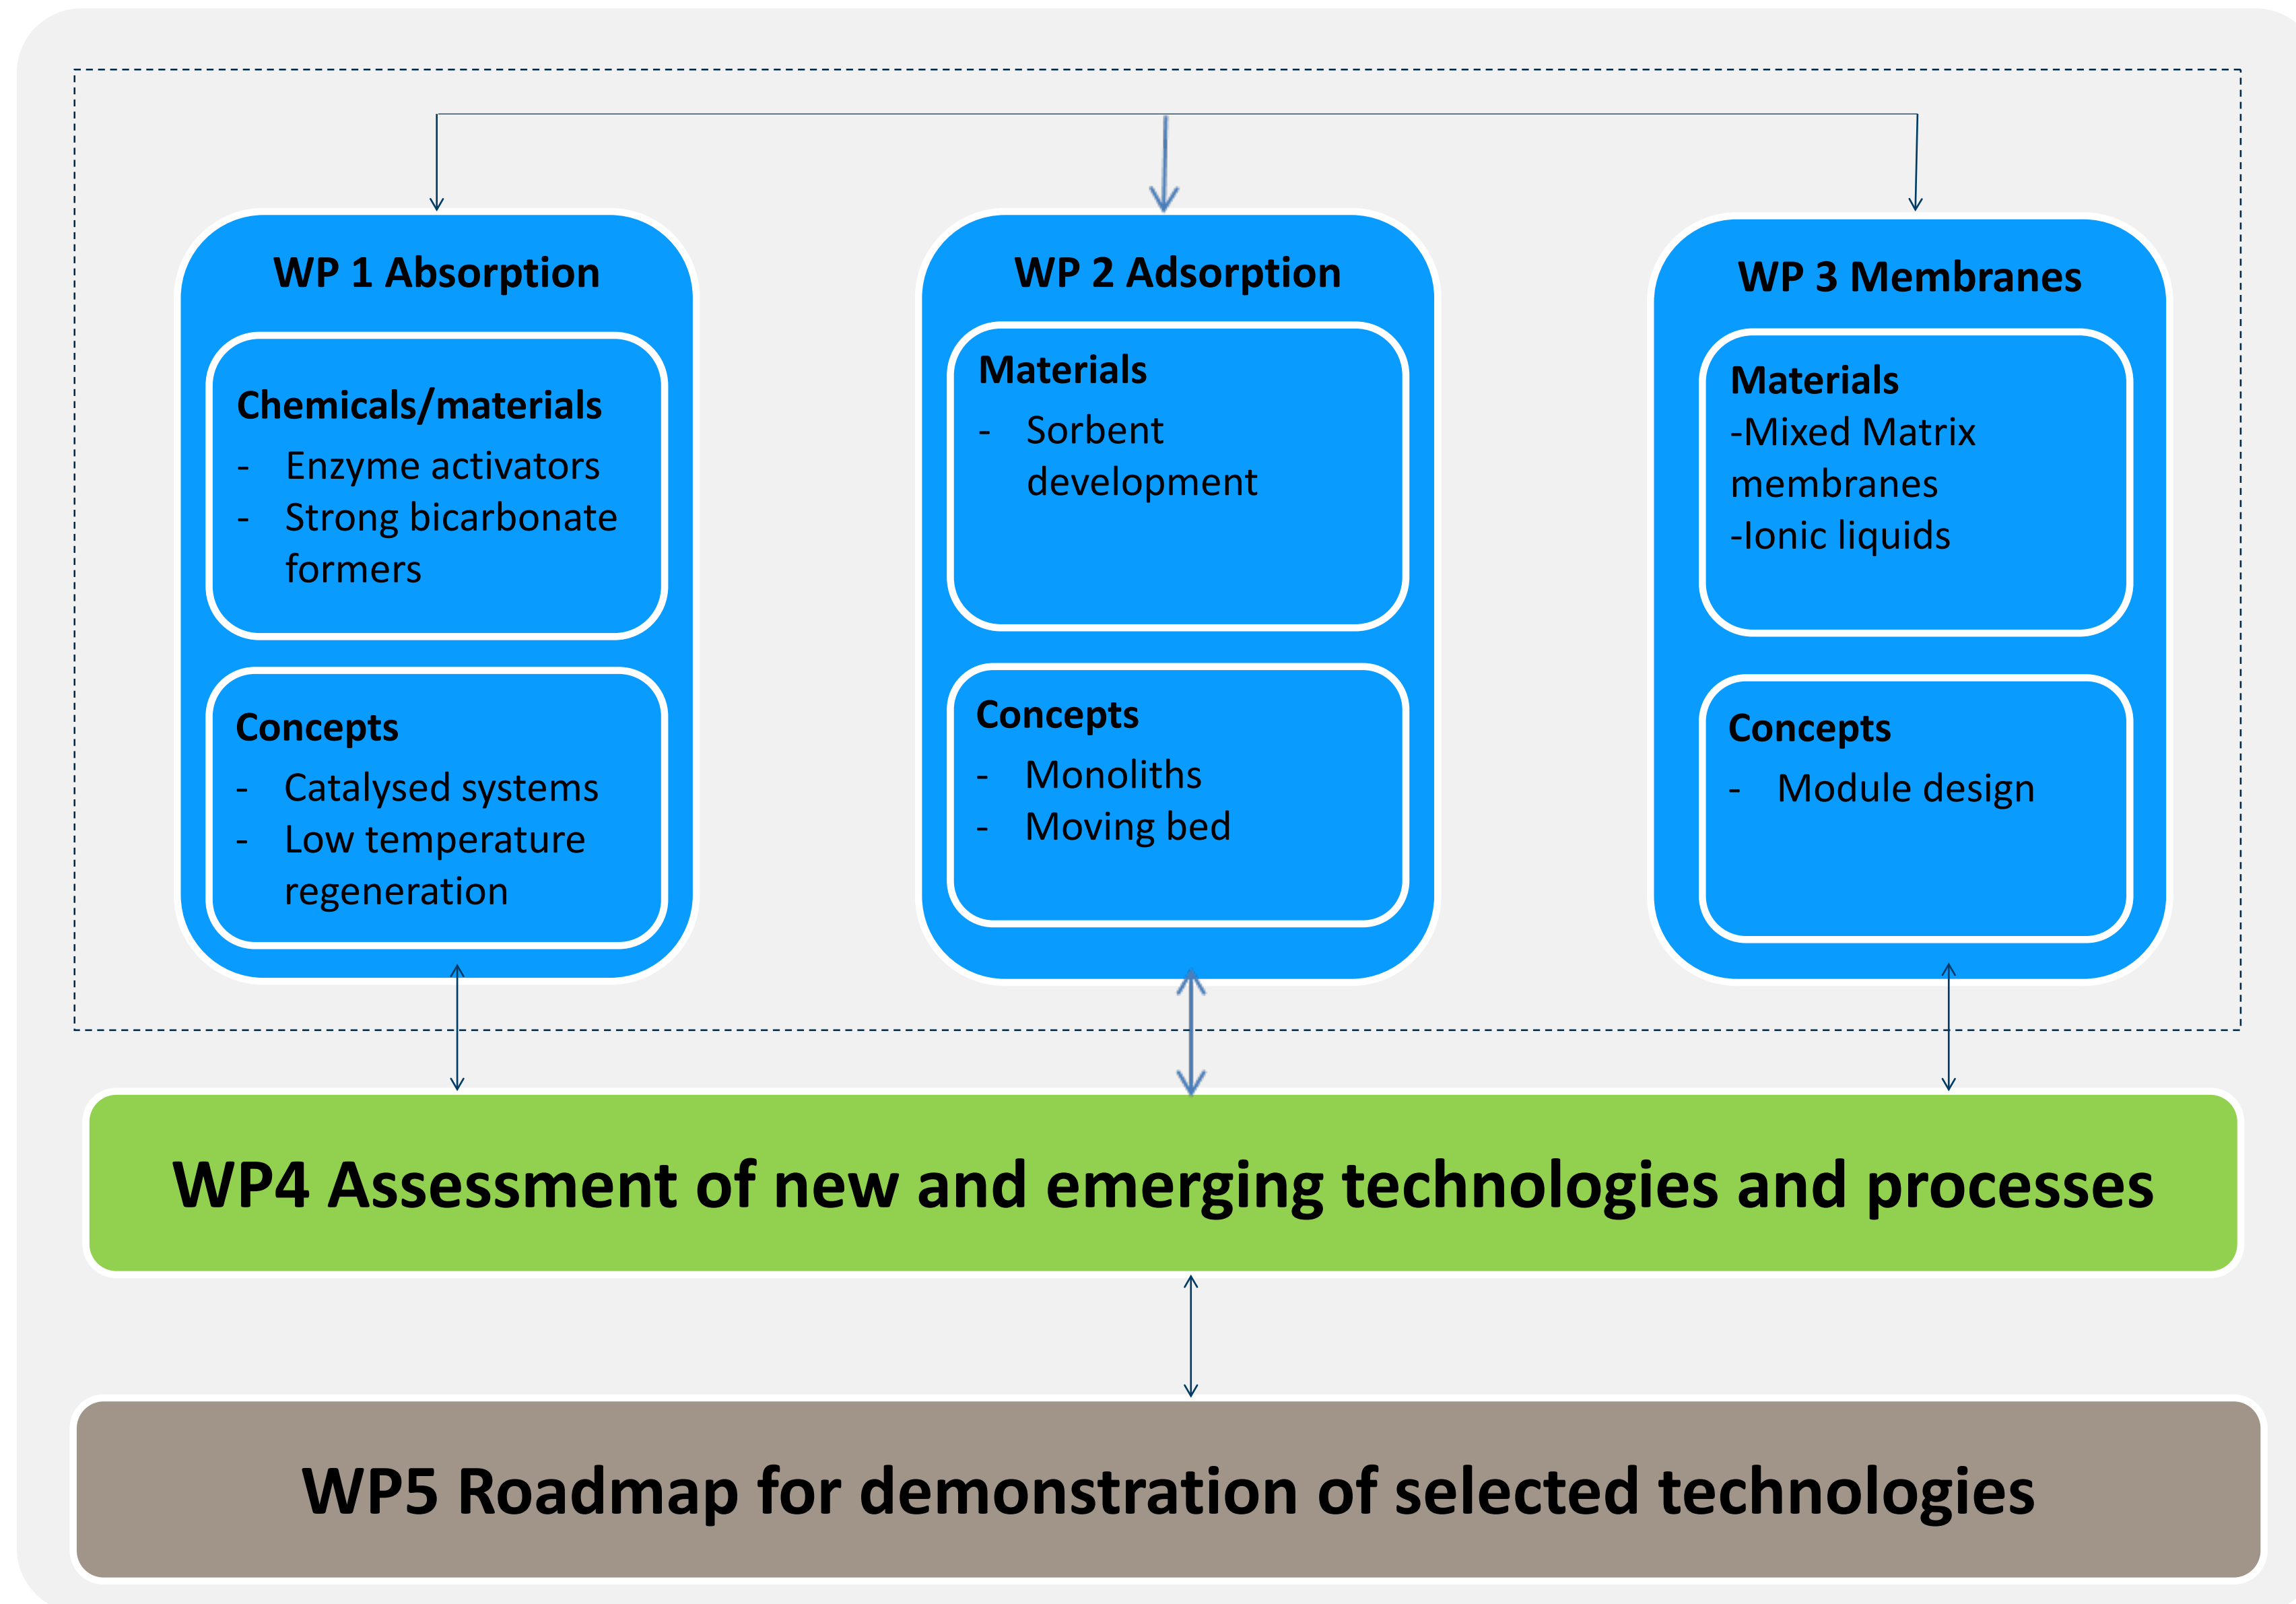 WP 1 Absorption
Chemicals/materials
- Enzyme activators
- Strong bicarbonate
formers
Concepts
- Catalysed systems
- Low temperature
regeneration
WP 2 Adsorption
Materials
- Sorbent
development
Concepts
- Monoliths
- Moving bed
WP 3 Membranes
Materials
-Mixed Matrix
membranes
-Ionic liquids
Concepts
- Module design
WP4 Assessment of new and emerging technologies and processes
WP5 Roadmap for demonstration of selected technologies